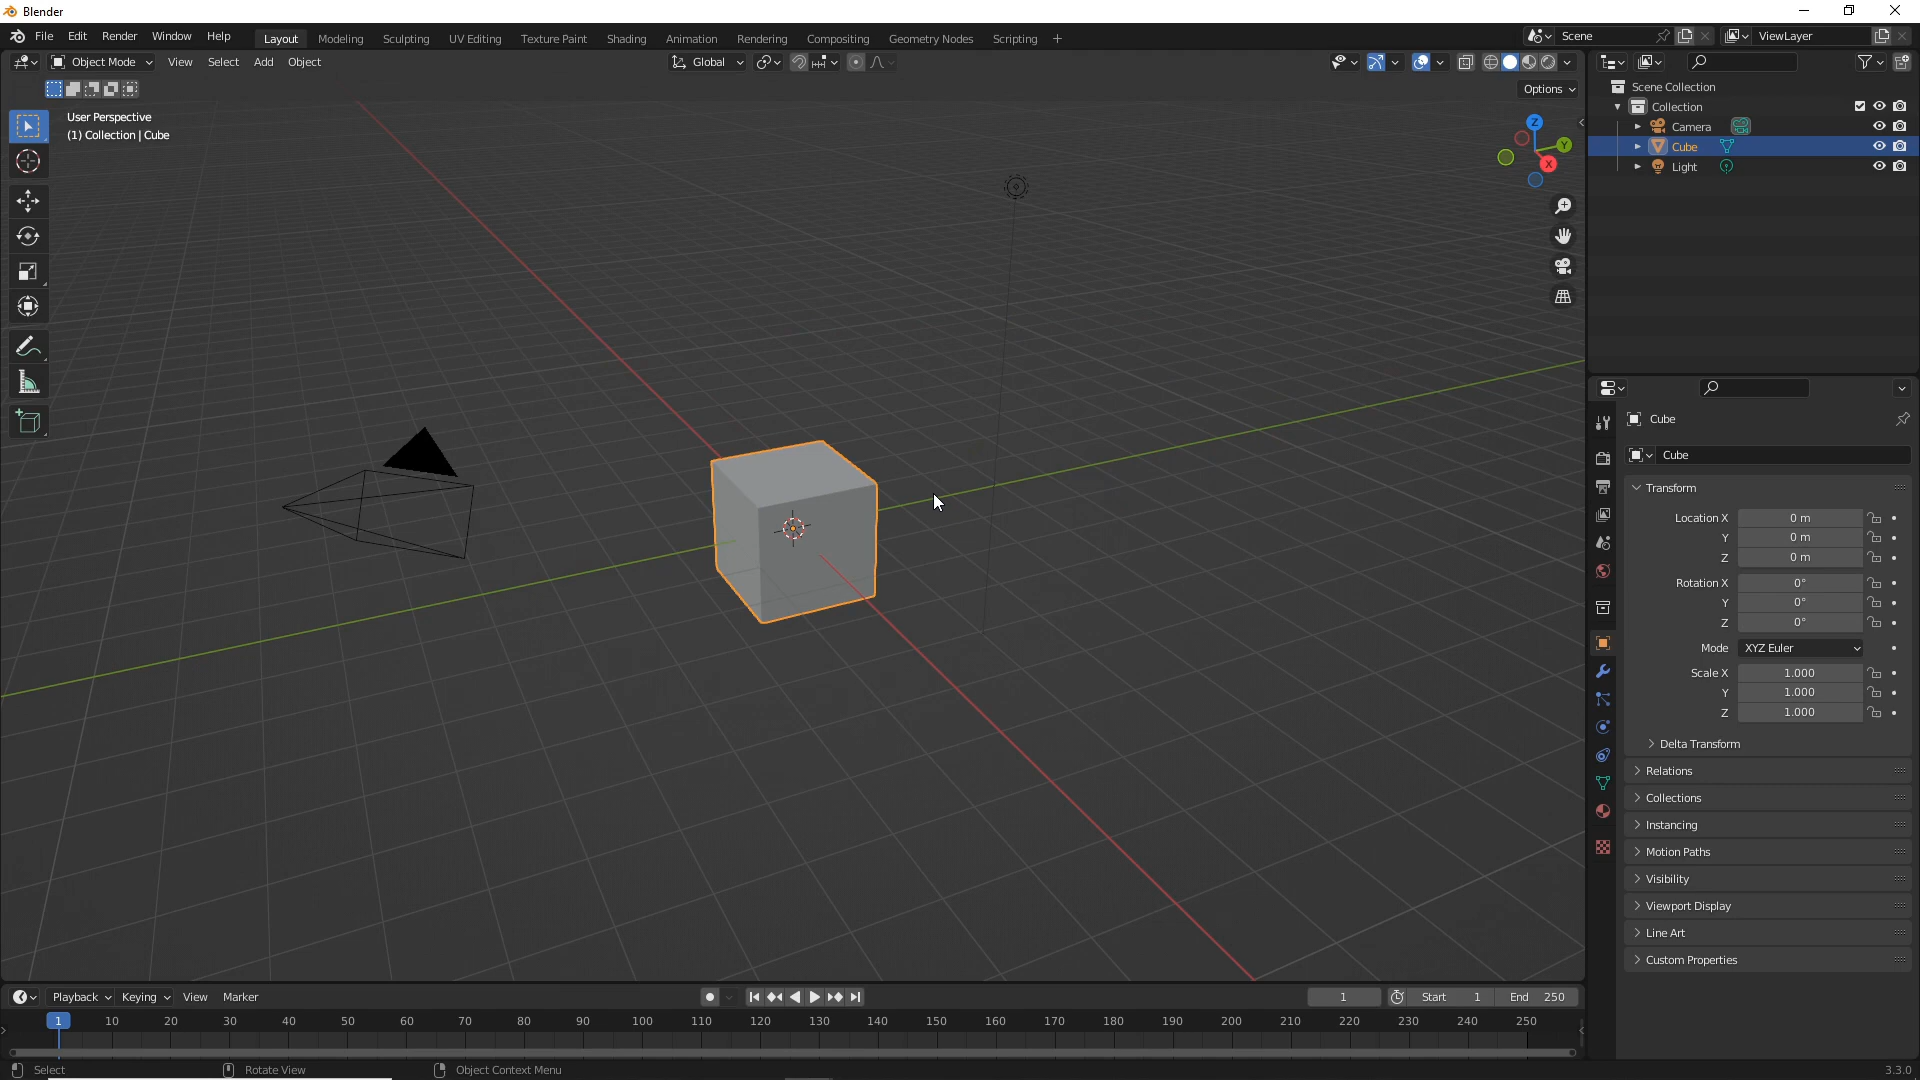 Blender
File Edit Render Window Help Layout Modeling Sculpting UV Editing Texture Paint Shading Animation Rendering Compositing Geometry Nodes Scripting + Scene ViewLayer
Object Mode View Select Add Object Global
Options
User Perspective
(1) Collection | Cube
Z
Y
X
Scene Collection
Collection
Camera
Cube
Light
Cube
Cube
Transform
Location X 0 m
Y 0 m
Z 0 m
Rotation X 0°
Y 0°
Z 0°
Mode XYZ Euler
Scale X 1.000
Y 1.000
Z 1.000
Delta Transform
Relations
Collections
Instancing
Motion Paths
Visibility
Viewport Display
Line Art
Custom Properties
Playback Keying View Marker 1 Start 1 End 250
1 10 20 30 40 50 60 70 80 90 100 110 120 130 140 150 160 170 180 190 200 210 220 230 240 250
Select Rotate View Object Context Menu 3.3.0